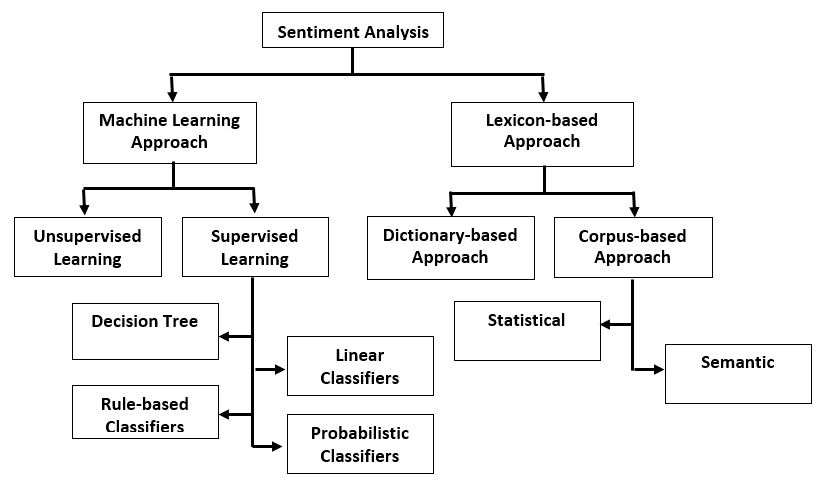 Sentiment Analysis
Machine Learning
Approach
Lexicon-based
Approach
Unsupervised
Learning
Supervised
Learning
Dictionary-based
Approach
Corpus-based
Approach
Decision Tree
Linear
Classifiers
Rule-based
Classifiers
Probabilistic
Classifiers
Statistical
Semantic